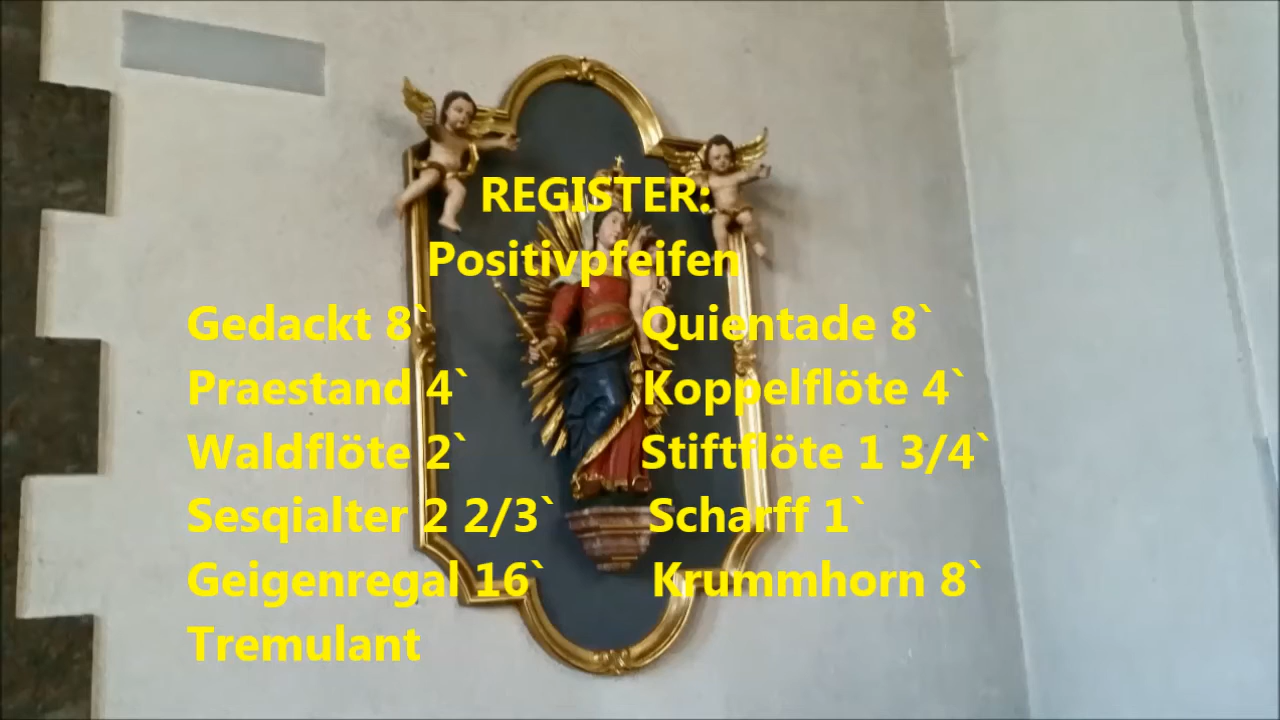 REGISTER:
Positivpfeifen
Gedackt 8` Quientade 8`
Praestand 4` Koppelflöte 4`
Waldflöte 2` Stiftflöte 1 3/4`
Sesqialter 2 2/3` Scharff 1`
Geigenregal 16` Krummhorn 8`
Tremulant